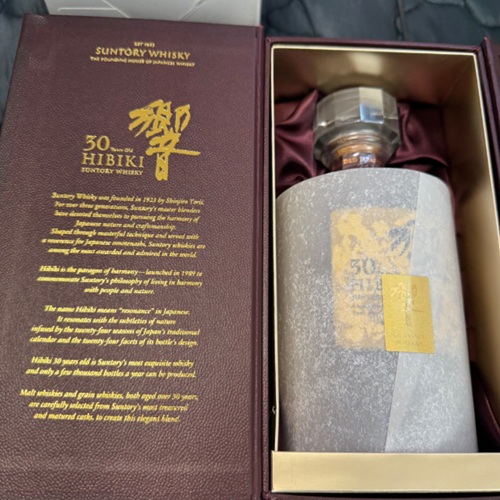 EST 1923
SUNTORY WHISKY
THE FOUNDING HOUSE OF JAPANESE WHISKY
響
30 Years Old
HIBIKI
SUNTORY WHISKY
Suntory Whisky was founded in 1923 by Shinjiro Torii.
For over three generations, Suntory's master blenders
have devoted themselves to pursuing the harmony of
Japanese nature and craftsmanship.
Shaped through masterful technique and armed with
a reverence for Japanese consonants, Suntory whiskies are
among the most awarded and admired in the world.
Hibiki is the paragon of harmony—launched in 1989 to
commemorate Suntory's philosophy of living in harmony
with people and nature.
The name Hibiki means "resonance" in Japanese.
It resonates with the subtleties of nature
infused by the twenty-four seasons of Japan's traditional
calendar and the twenty-four facets of its bottle's design.
Hibiki 30 years old is Suntory's most exquisite whisky
and only a few thousand bottles a year can be produced.
Malt whiskies and grain whiskies, both aged over 30 years,
are carefully selected from Suntory's most treasured
and matured casks, to create this elegant blend.
響
30
HIBIKI
響